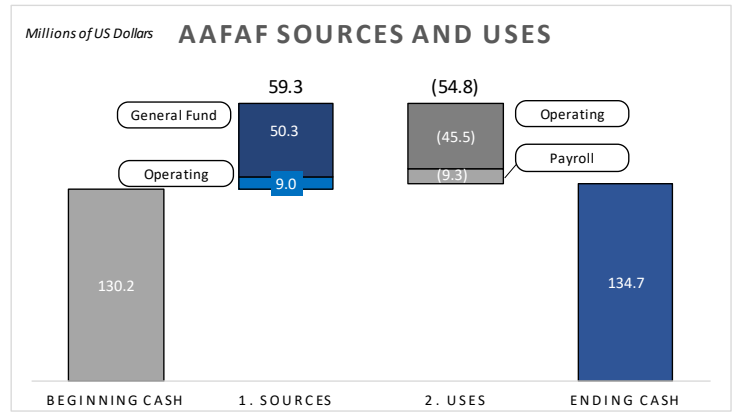 Millions of US Dollars
AAFAF SOURCES AND USES
59.3
(54.8)
General Fund
50.3
(45.5)
Operating
Operating
9.0
(9.3)
Payroll
130.2
134.7
BEGINNING CASH
1. SOURCES
2. USES
ENDING CASH